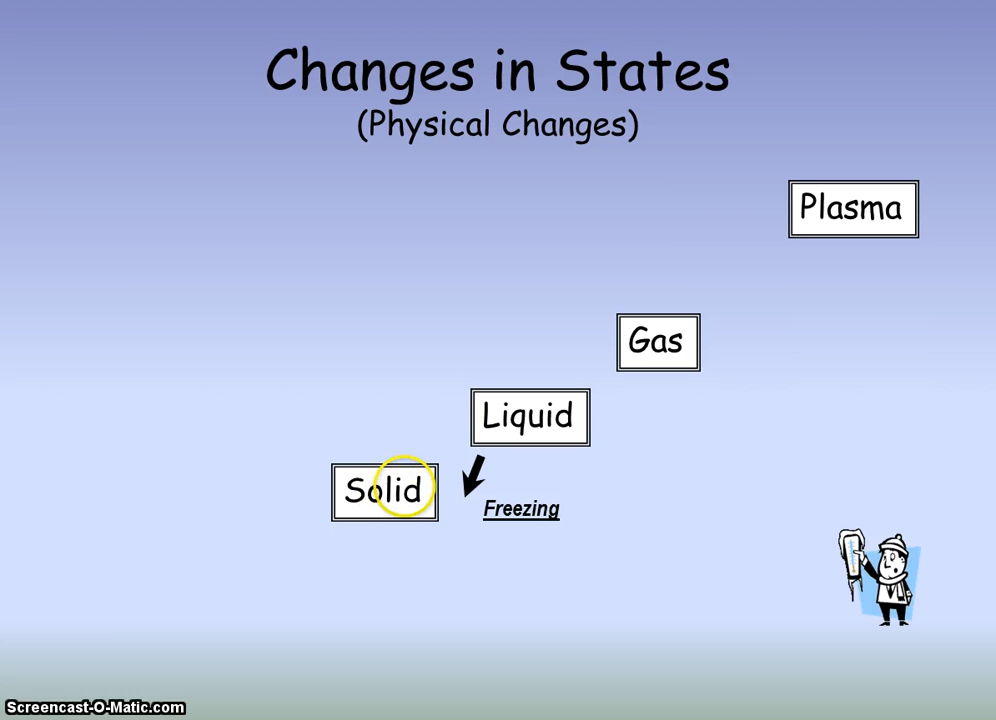 Changes in States
(Physical Changes)
Plasma
Gas
Liquid
Solid
Freezing
Screencast-O-Matic.com